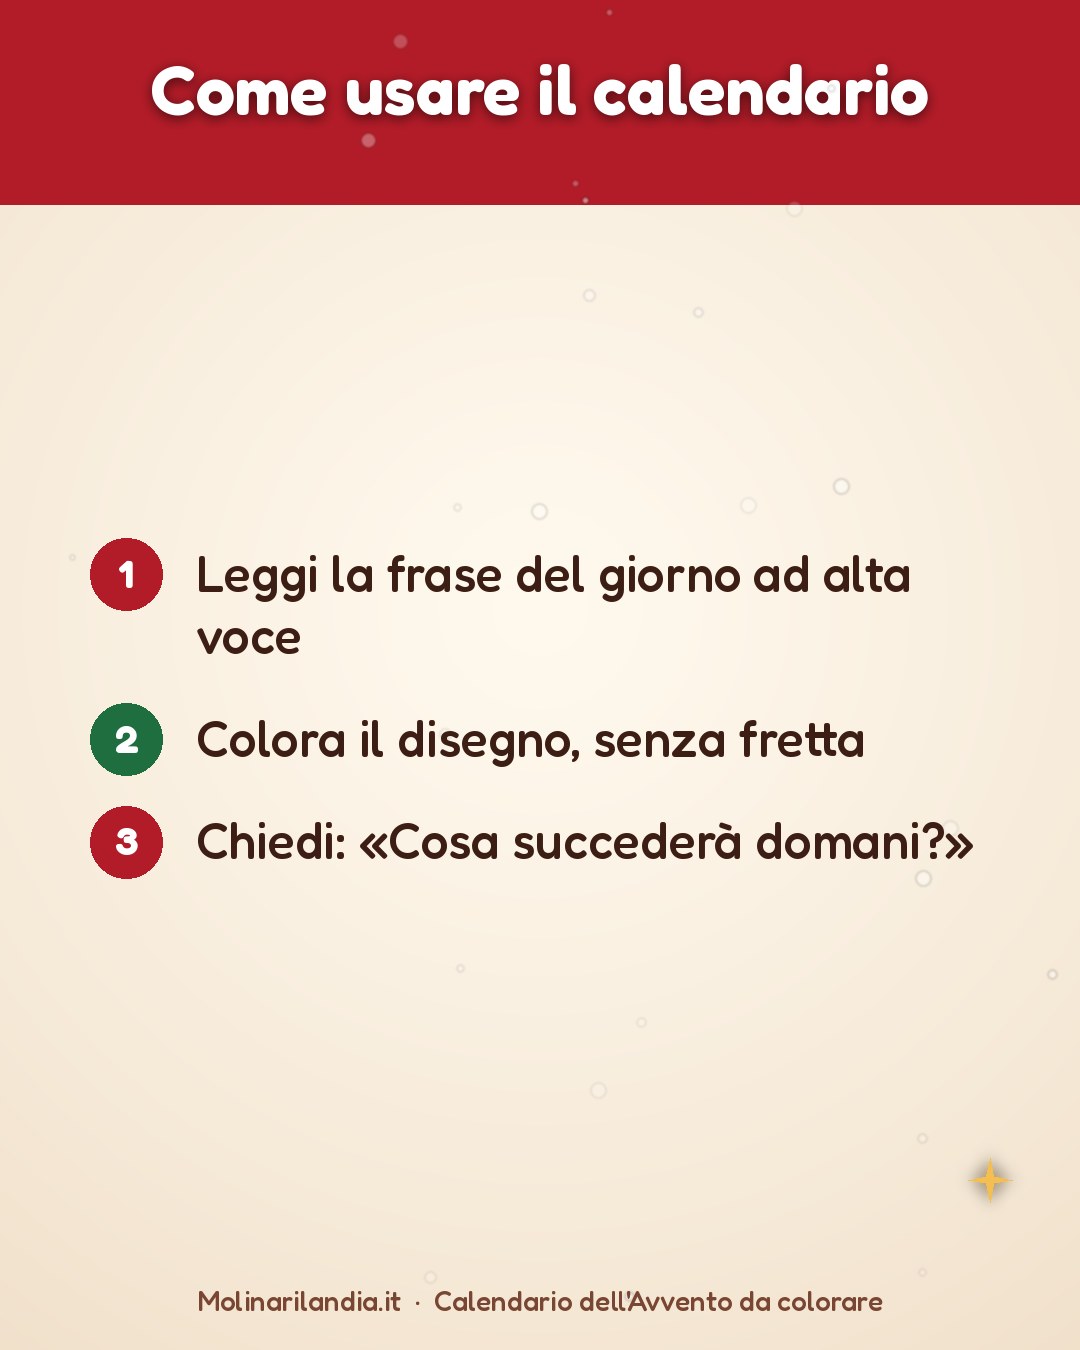 Come usare il calendario
1 Leggi la frase del giorno ad alta
voce
2 Colora il disegno, senza fretta
3 Chiedi: «Cosa succederà domani?»
Molinarilandia.it · Calendario dell'Avvento da colorare